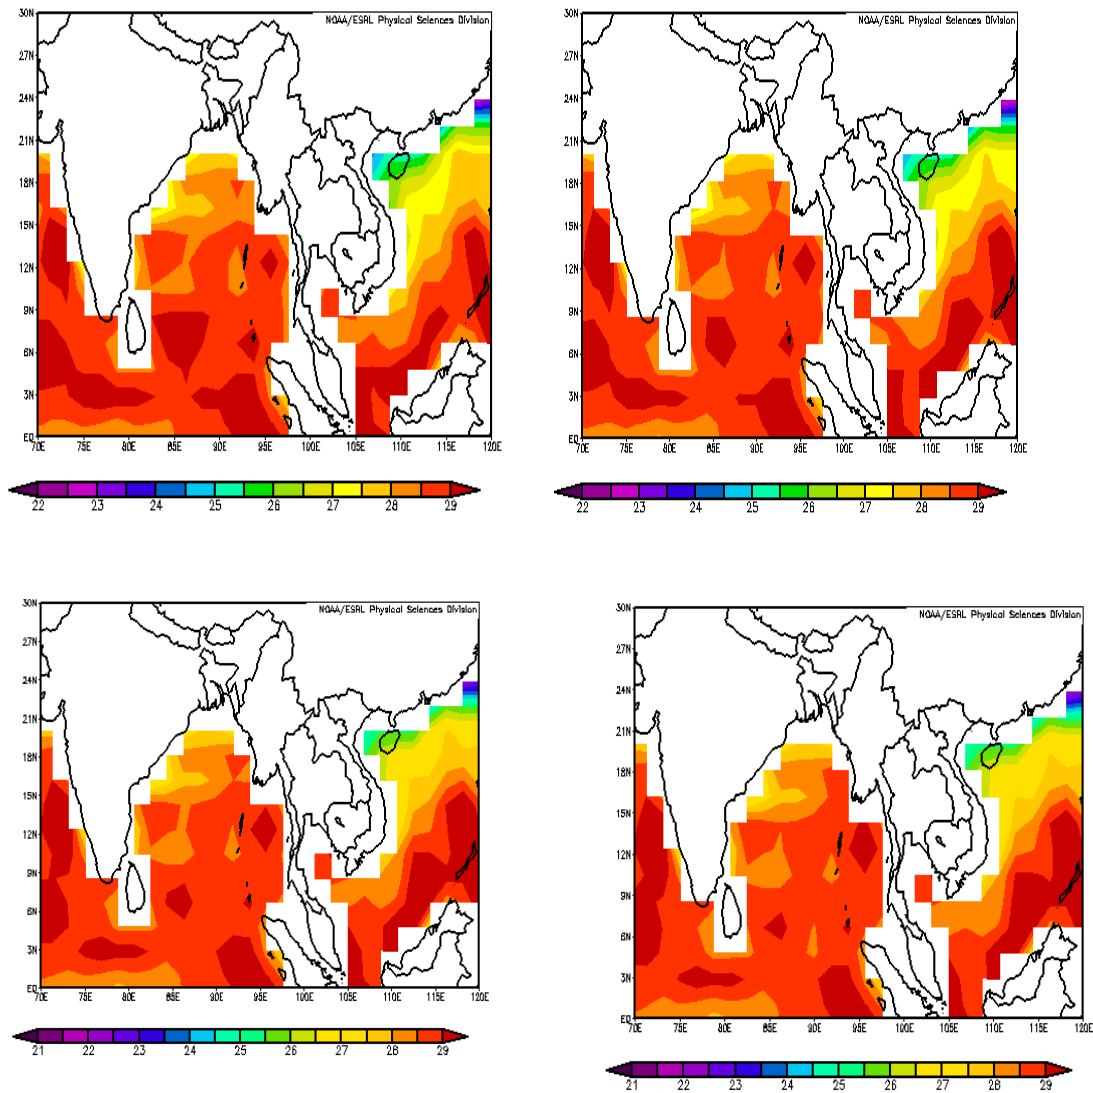 NOAA/ESRL Physical Sciences Division
30N
27N
24N
21N
18N
15N
12N
9N
6N
3N
EQ
70E 75E 80E 85E 90E 95E 100E 105E 110E 115E 120E
22 23 24 25 26 27 28 29
NOAA/ESRL Physical Sciences Division
30N
27N
24N
21N
18N
15N
12N
9N
6N
3N
EQ
70E 75E 80E 85E 90E 95E 100E 105E 110E 115E 120E
22 23 24 25 26 27 28 29
NOAA/ESRL Physical Sciences Division
30N
27N
24N
21N
18N
15N
12N
9N
6N
3N
EQ
70E 75E 80E 85E 90E 95E 100E 105E 110E 115E 120E
21 22 23 24 25 26 27 28 29
NOAA/ESRL Physical Sciences Division
30N
27N
24N
21N
18N
15N
12N
9N
6N
3N
EQ
70E 75E 80E 85E 90E 95E 100E 105E 110E 115E 120E
21 22 23 24 25 26 27 28 29